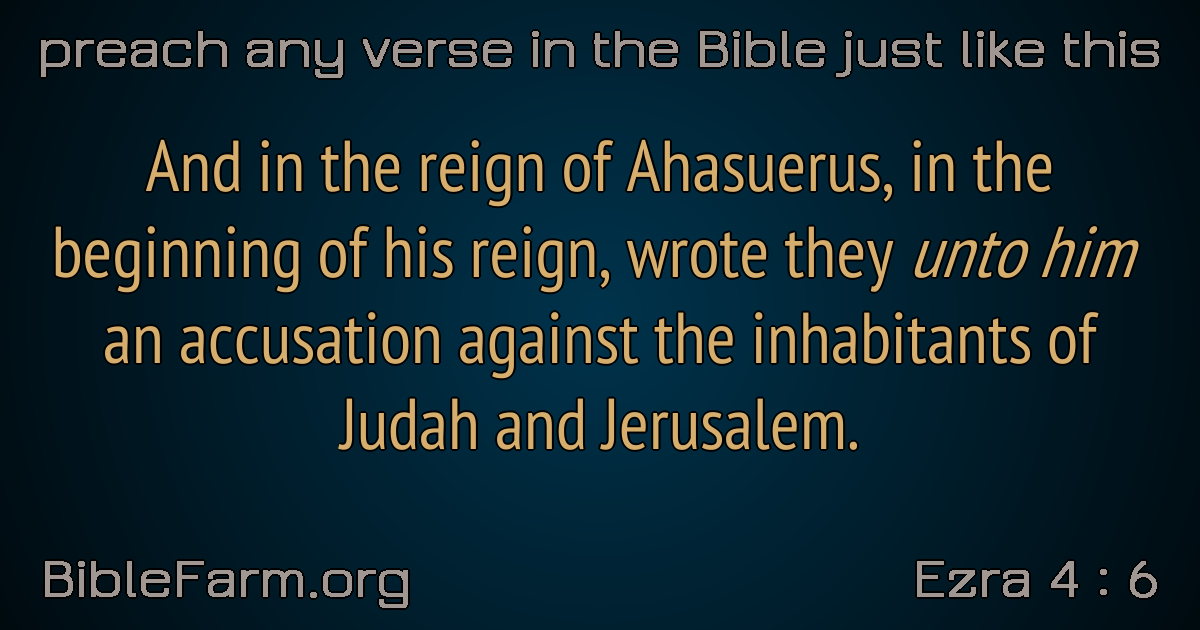 preach any verse in the Bible just like this
And in the reign of Ahasuerus, in the
beginning of his reign, wrote they unto him
an accusation against the inhabitants of
Judah and Jerusalem.
BibleFarm.org
Ezra 4 : 6